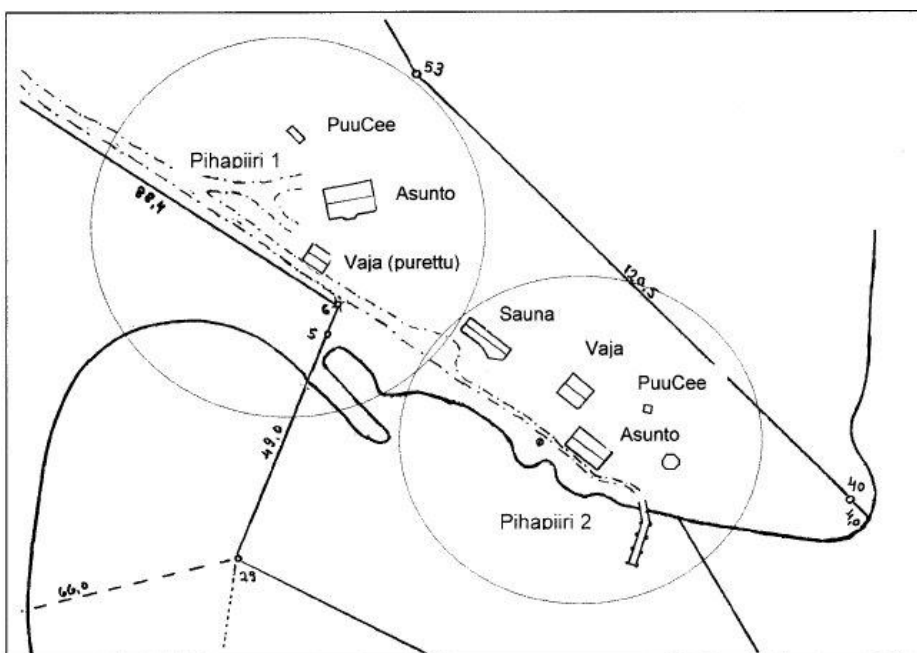 53
PuuCee
Pihapiiri 1
Asunto
88,4
Vaja (purettu)
129,5
6
5
Sauna
Vaja
PuuCee
49,0
Asunto
40
4,0
Pihapiiri 2
29
66,0